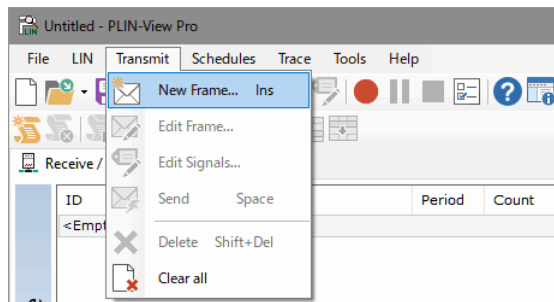 Untitled - PLIN-View Pro
File LIN Transmit Schedules Trace Tools Help
New Frame... Ins
Edit Frame...
Edit Signals...
Send Space
Delete Shift+Del
Clear all
Receive /
ID Period Count
<Empt